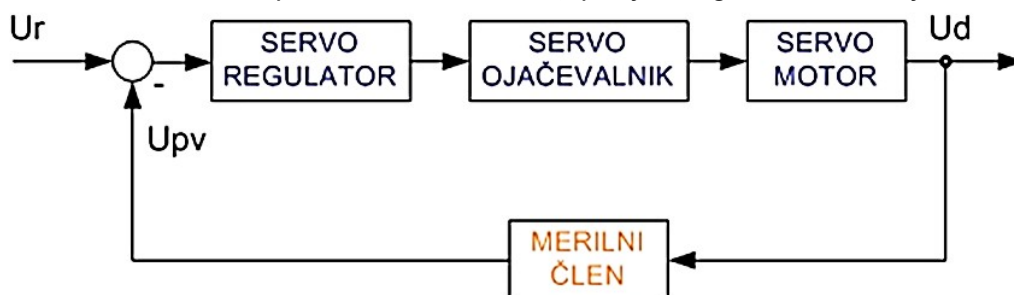 Ur
SERVO
REGULATOR
SERVO
OJAČEVALNIK
SERVO
MOTOR
Ud
-
Upv
MERILNI
ČLEN